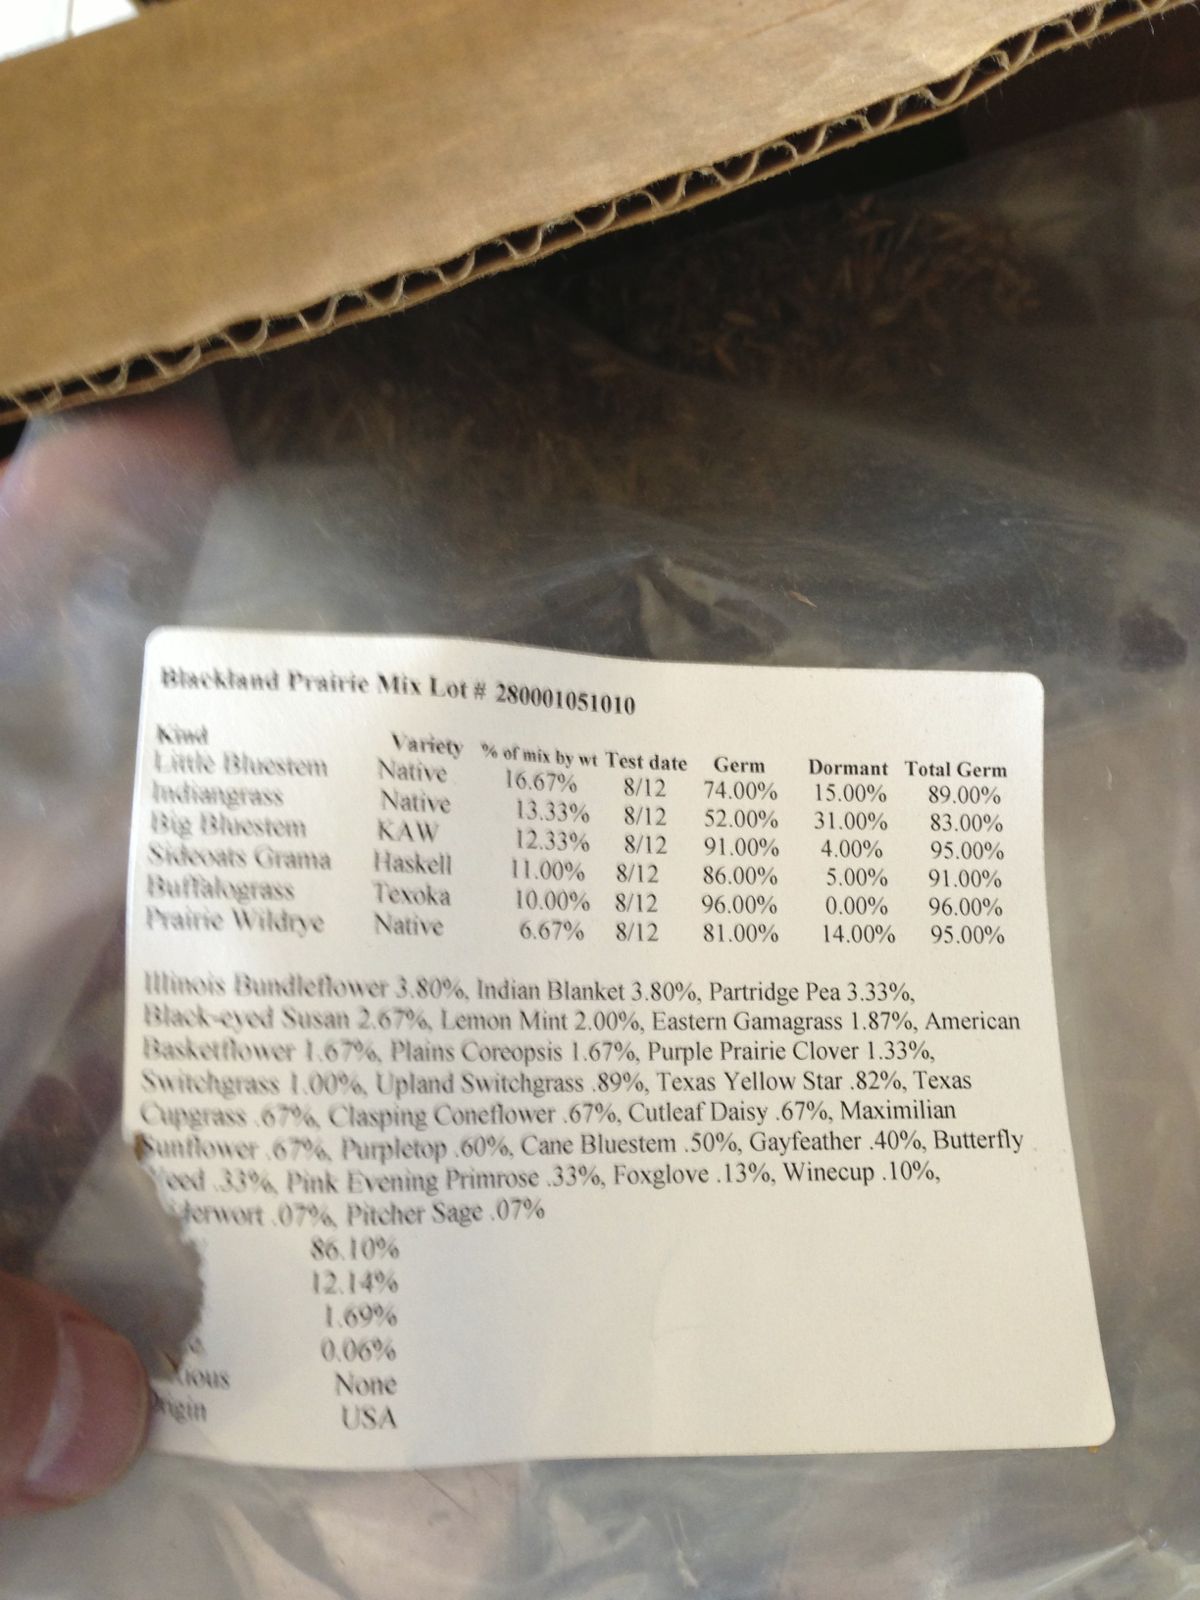 Blackland Prairie Mix Lot # 280001051010
Kind Variety % of mix by wt Test date Germ Dormant Total Germ
Little Bluestem Native 16.67% 8/12 74.00% 15.00% 89.00%
Indiangrass Native 13.33% 8/12 52.00% 31.00% 83.00%
Big Bluestem KAW 12.33% 8/12 91.00% 4.00% 95.00%
Sideoats Grama Haskell 11.00% 8/12 86.00% 5.00% 91.00%
Buffalograss Texoka 10.00% 8/12 96.00% 0.00% 96.00%
Prairie Wildrye Native 6.67% 8/12 81.00% 14.00% 95.00%
Illinois Bundleflower 3.80%, Indian Blanket 3.80%, Partridge Pea 3.33%,
Black-eyed Susan 2.67%, Lemon Mint 2.00%, Eastern Gamagrass 1.87%, American
Basketflower 1.67%, Plains Coreopsis 1.67%, Purple Prairie Clover 1.33%,
Switchgrass 1.00%, Upland Switchgrass .89%, Texas Yellow Star .82%, Texas
Cupgrass .67%, Clasping Coneflower .67%, Cutleaf Daisy .67%, Maximilian
Sunflower .67%, Purpletop .60%, Cane Bluestem .50%, Gayfeather .40%, Butterfly
.33%, Pink Evening Primrose .33%, Foxglove .13%, Winecup .10%,
.07%, Pitcher Sage .07%
86.10%
12.14%
1.69%
0.06%
None
USA